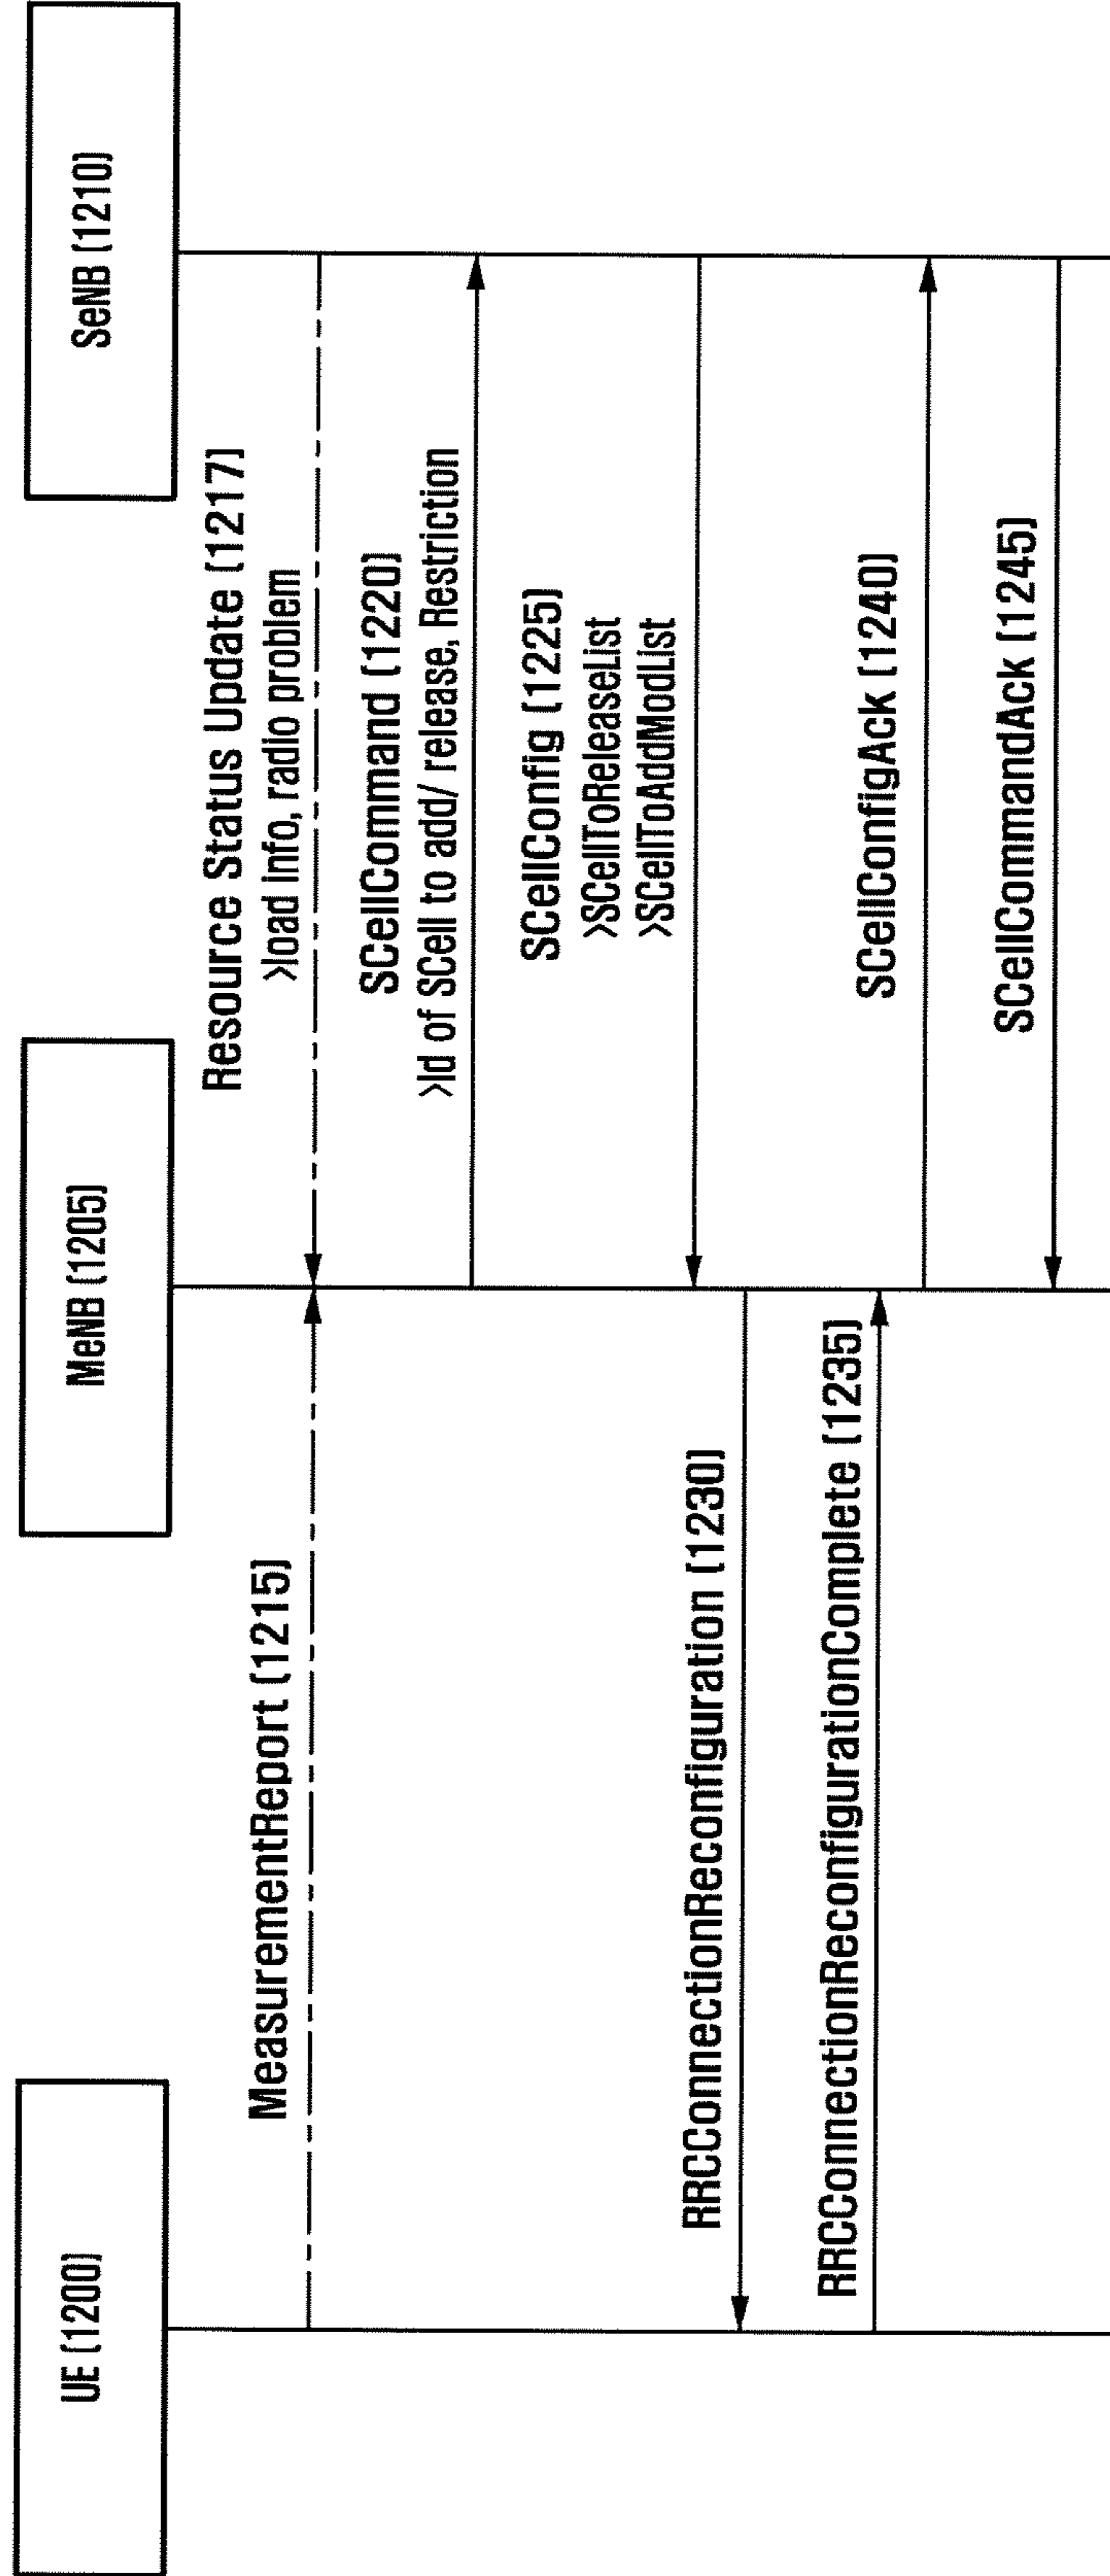 UE (1200)
MeNB (1205)
SeNB (1210)
MeasurementReport (1215)
Resource Status Update (1217)
>load info, radio problem
SCellCommand (1220)
>Id of SCell to add/ release, Restriction
SCellConfig (1225)
>SCellToReleaseList
>SCellToAddModList
RRCConnectionReconfiguration (1230)
RRCConnectionReconfigurationComplete (1235)
SCellConfigAck (1240)
SCellCommandAck (1245)